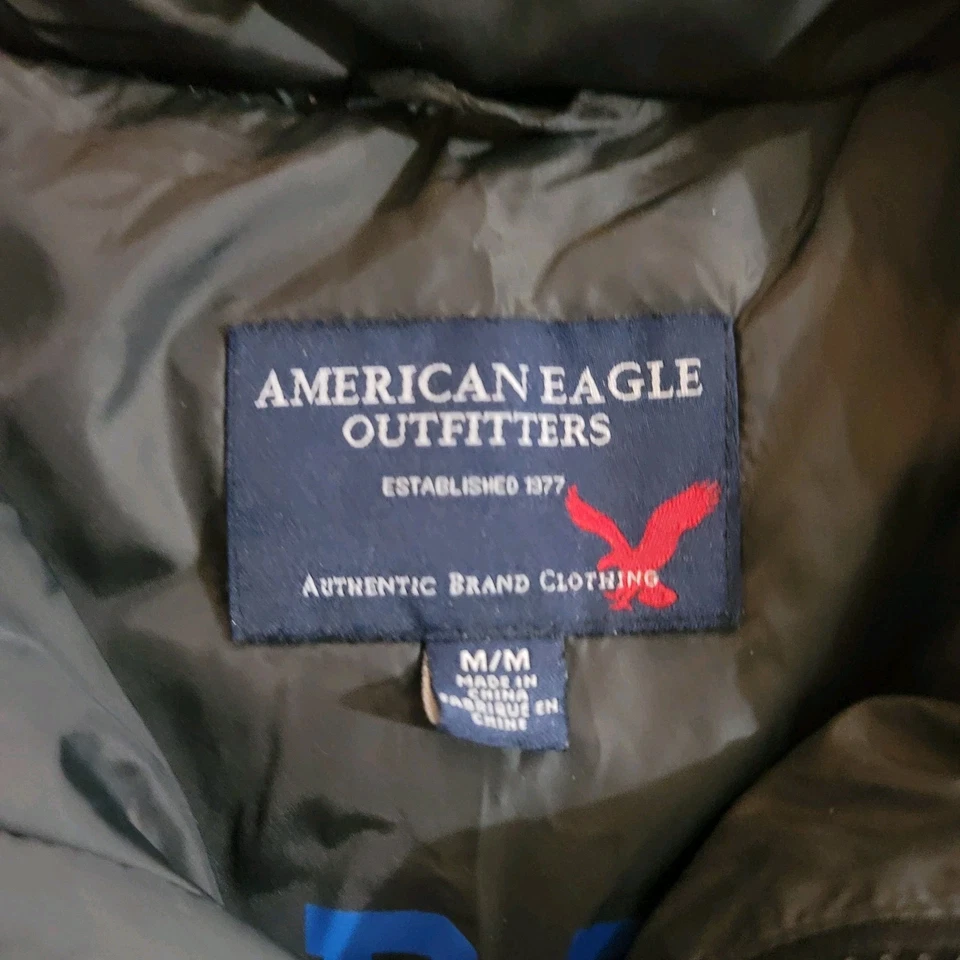 AMERICAN EAGLE
OUTFITTERS
ESTABLISHED 1977
AUTHENTIC BRAND CLOTHING
M/M
MADE IN
CHINA
FABRIQUE EN
CHINE